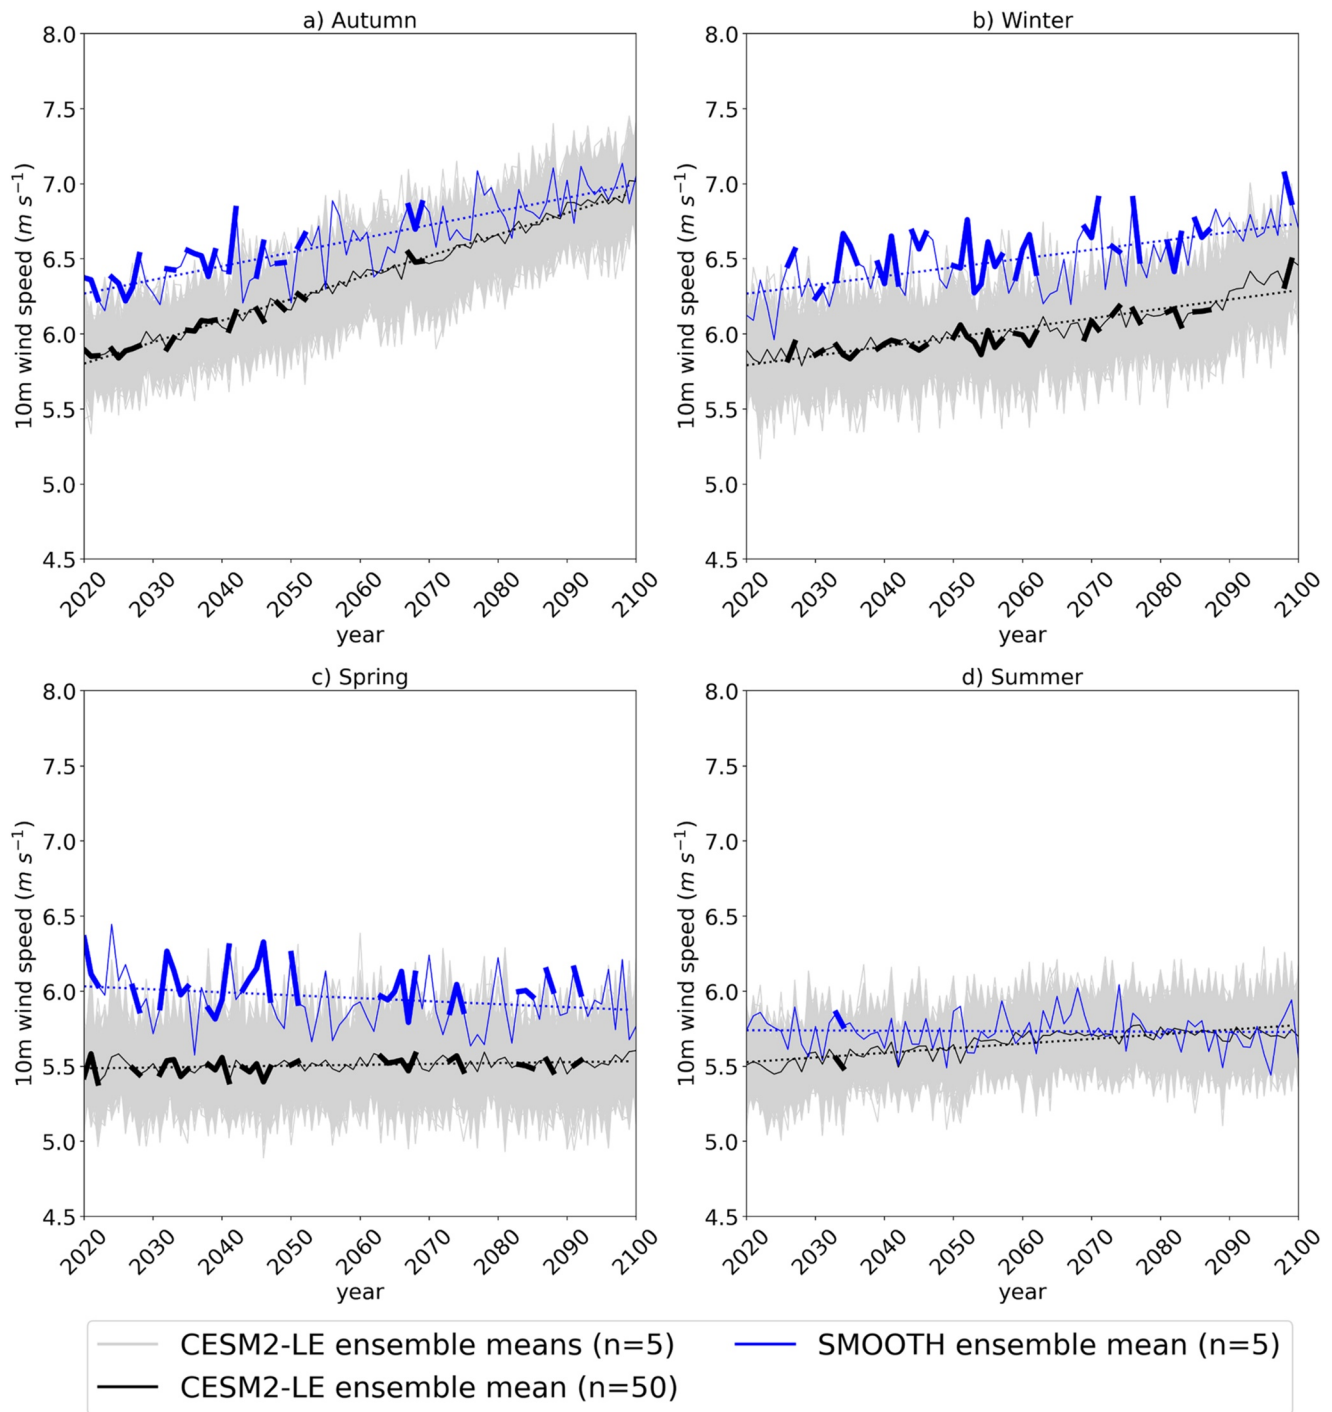 a) Autumn
8.0
7.5
7.0
6.5
6.0
5.5
5.0
4.5
10m wind speed (m s⁻¹)
2020 2030 2040 2050 2060 2070 2080 2090 2100
year
b) Winter
8.0
7.5
7.0
6.5
6.0
5.5
5.0
4.5
10m wind speed (m s⁻¹)
2020 2030 2040 2050 2060 2070 2080 2090 2100
year
c) Spring
8.0
7.5
7.0
6.5
6.0
5.5
5.0
4.5
10m wind speed (m s⁻¹)
2020 2030 2040 2050 2060 2070 2080 2090 2100
year
d) Summer
8.0
7.5
7.0
6.5
6.0
5.5
5.0
4.5
10m wind speed (m s⁻¹)
2020 2030 2040 2050 2060 2070 2080 2090 2100
year
CESM2-LE ensemble means (n=5)
CESM2-LE ensemble mean (n=50)
SMOOTH ensemble mean (n=5)